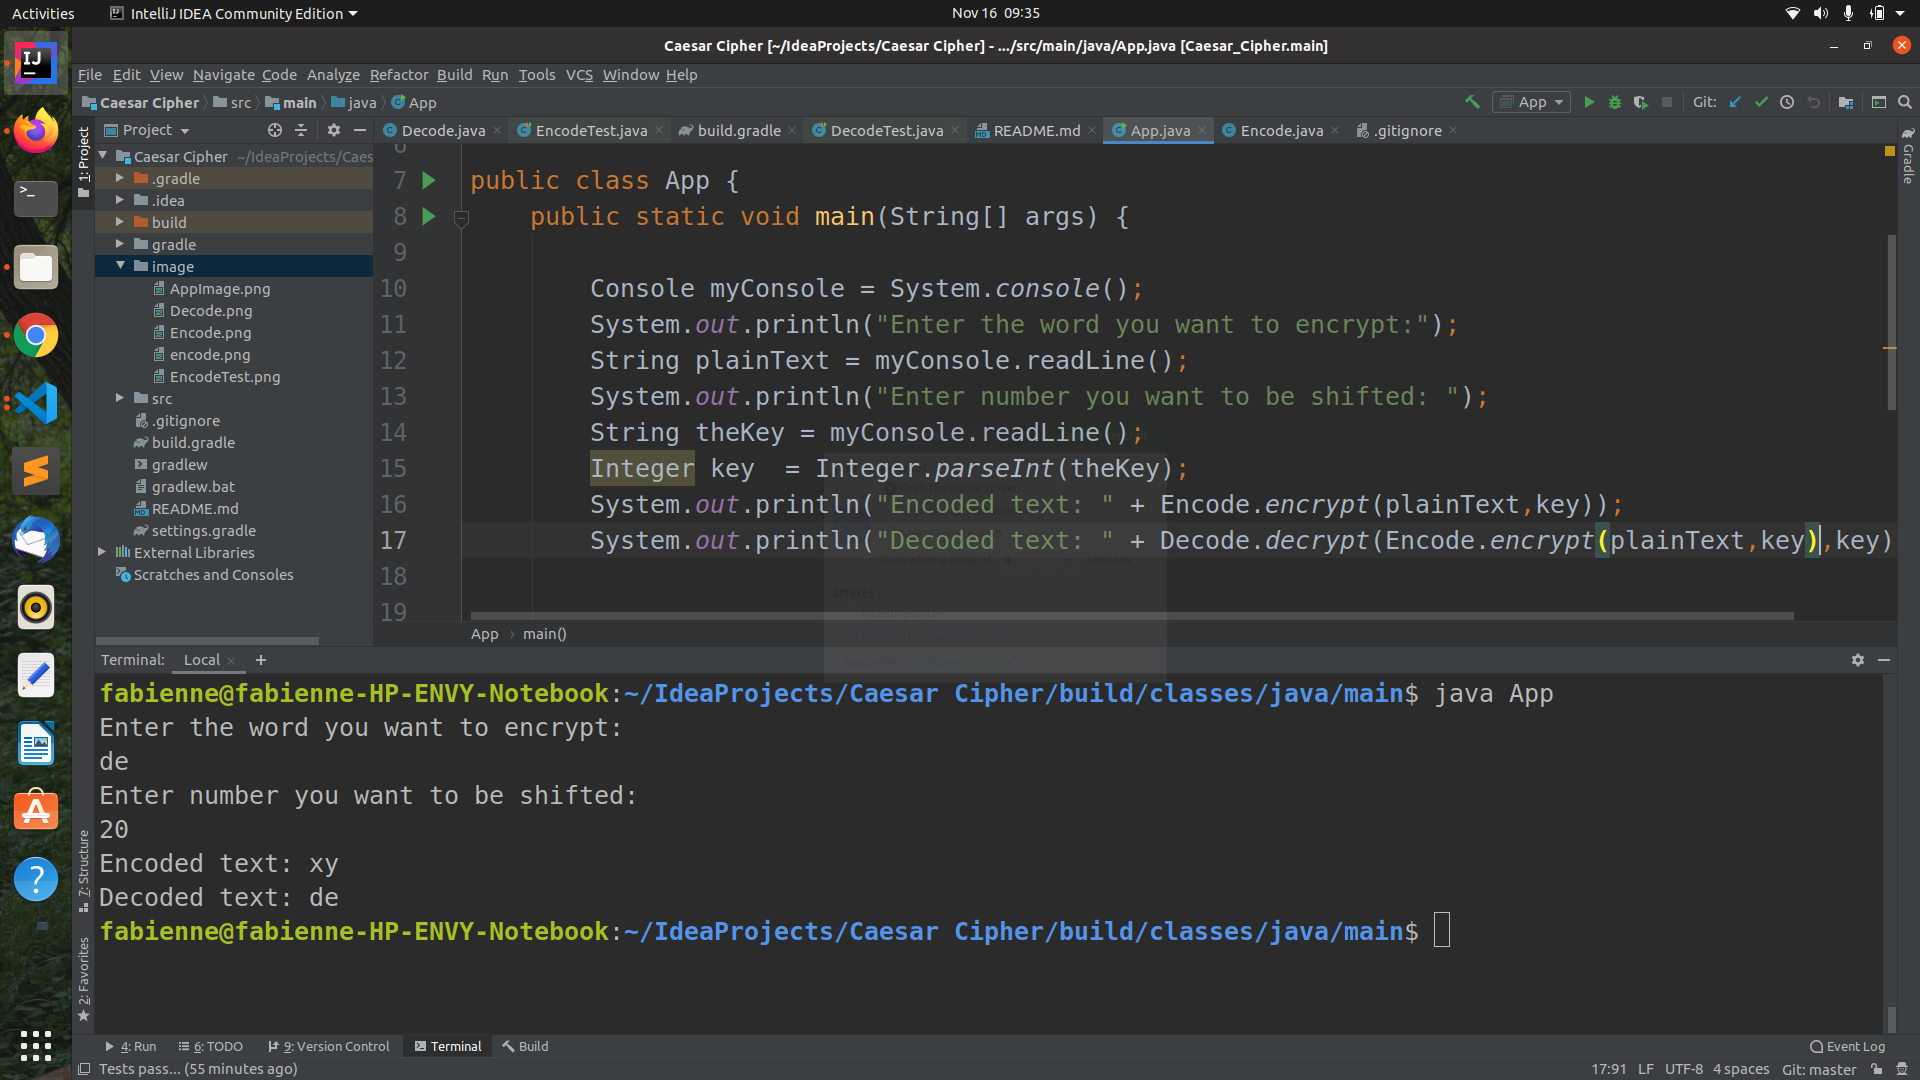 Activities
IntelliJ IDEA Community Edition
Nov 16 09:35
Caesar Cipher [~/IdeaProjects/Caesar Cipher] - .../src/main/java/App.java [Caesar_Cipher.main]
File Edit View Navigate Code Analyze Refactor Build Run Tools VCS Window Help
Caesar Cipher src main java App
App
Git:
1: Project
Project
Decode.java EncodeTest.java build.gradle DecodeTest.java README.md App.java Encode.java .gitignore
Gradle
Caesar Cipher ~/IdeaProjects/Caes
.gradle
.idea
build
gradle
image
AppImage.png
Decode.png
Encode.png
encode.png
EncodeTest.png
src
.gitignore
build.gradle
gradlew
gradlew.bat
README.md
settings.gradle
External Libraries
Scratches and Consoles
6
7 public class App {
8 public static void main(String[] args) {
9
10 Console myConsole = System.console();
11 System.out.println("Enter the word you want to encrypt:");
12 String plainText = myConsole.readLine();
13 System.out.println("Enter number you want to be shifted: ");
14 String theKey = myConsole.readLine();
15 Integer key  = Integer.parseInt(theKey);
16 System.out.println("Encoded text: " + Encode.encrypt(plainText,key));
17 System.out.println("Decoded text: " + Decode.decrypt(Encode.encrypt(plainText,key),key)
18
19
Effects
App main()
Terminal: Local
fabienne@fabienne-HP-ENVY-Notebook:~/IdeaProjects/Caesar Cipher/build/classes/java/main$ java App
Enter the word you want to encrypt:
de
Enter number you want to be shifted:
20
Encoded text: xy
Decoded text: de
fabienne@fabienne-HP-ENVY-Notebook:~/IdeaProjects/Caesar Cipher/build/classes/java/main$
7: Structure
2: Favorites
4: Run 6: TODO 9: Version Control Terminal Build
Event Log
Tests pass... (55 minutes ago)
17:91 LF UTF-8 4 spaces Git: master